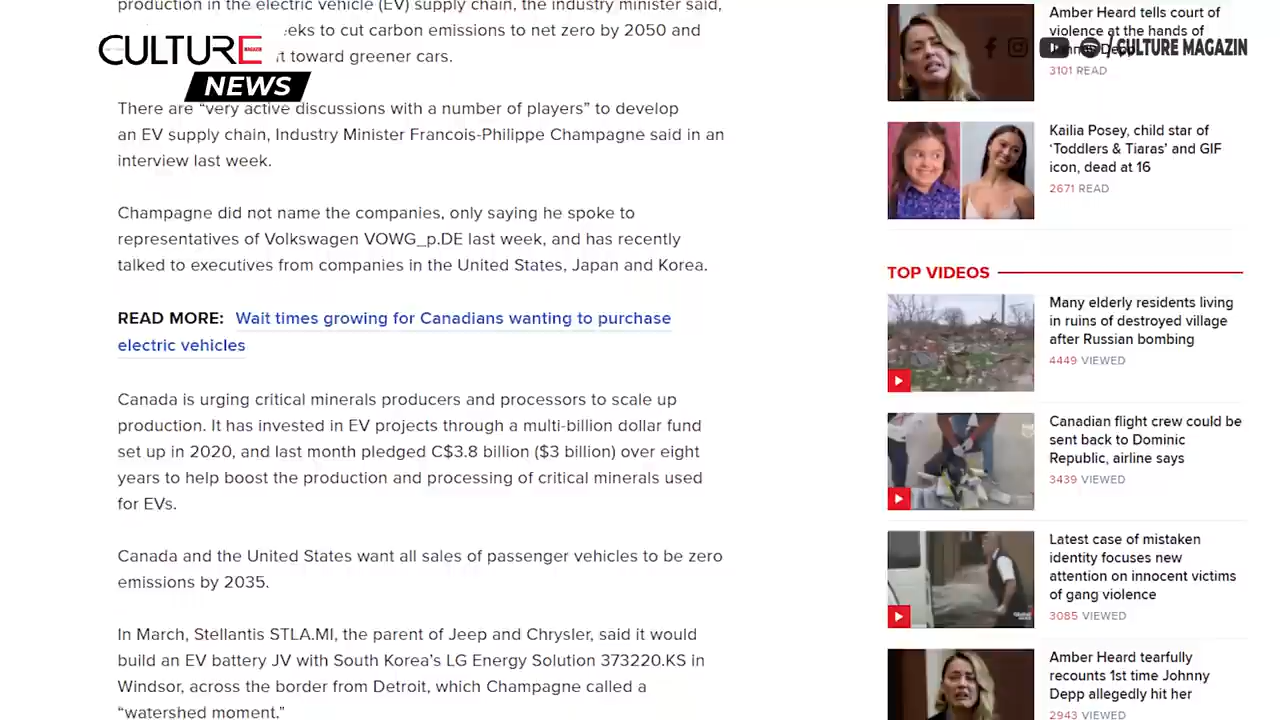 production in the electric vehicle (EV) supply chain, the industry minister said,
eeks to cut carbon emissions to net zero by 2050 and
t toward greener cars.
CULTURE
NEWS
There are “very active discussions with a number of players” to develop
an EV supply chain, Industry Minister Francois-Philippe Champagne said in an
interview last week.
Champagne did not name the companies, only saying he spoke to
representatives of Volkswagen VOWG_p.DE last week, and has recently
talked to executives from companies in the United States, Japan and Korea.
READ MORE: Wait times growing for Canadians wanting to purchase
electric vehicles
Canada is urging critical minerals producers and processors to scale up
production. It has invested in EV projects through a multi-billion dollar fund
set up in 2020, and last month pledged C$3.8 billion ($3 billion) over eight
years to help boost the production and processing of critical minerals used
for EVs.
Canada and the United States want all sales of passenger vehicles to be zero
emissions by 2035.
In March, Stellantis STLA.MI, the parent of Jeep and Chrysler, said it would
build an EV battery JV with South Korea’s LG Energy Solution 373220.KS in
Windsor, across the border from Detroit, which Champagne called a
“watershed moment.”
Amber Heard tells court of
violence at the hands of
Johnny Depp
/CULTURE MAGAZIN
3101 READ
Kailia Posey, child star of
‘Toddlers & Tiaras’ and GIF
icon, dead at 16
2671 READ
TOP VIDEOS
Many elderly residents living
in ruins of destroyed village
after Russian bombing
4449 VIEWED
Canadian flight crew could be
sent back to Dominic
Republic, airline says
3439 VIEWED
Latest case of mistaken
identity focuses new
attention on innocent victims
of gang violence
3085 VIEWED
Amber Heard tearfully
recounts 1st time Johnny
Depp allegedly hit her
2943 VIEWED